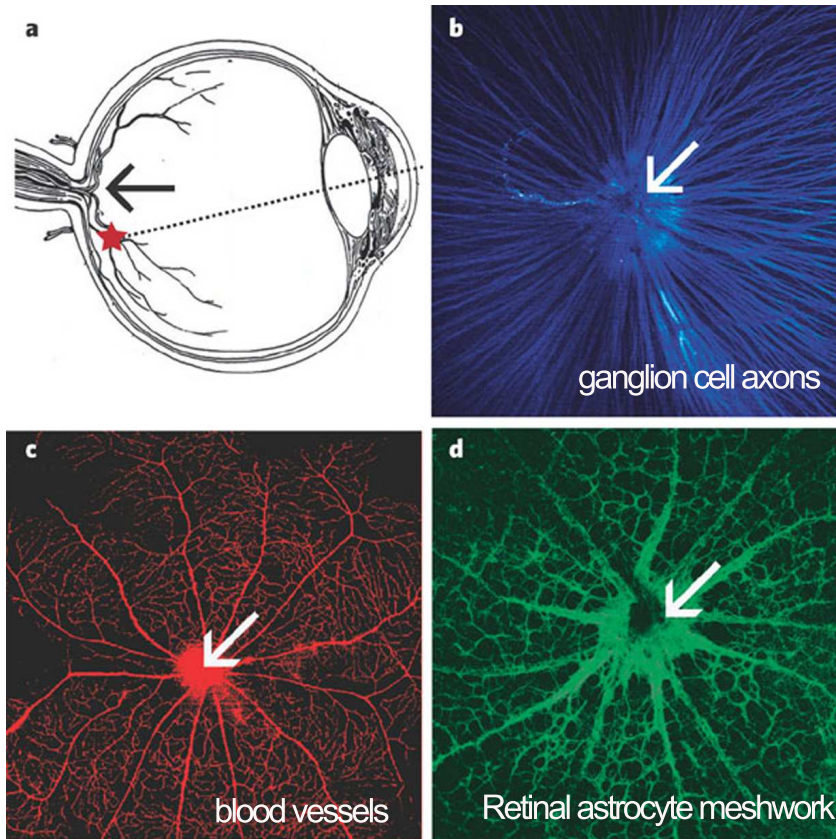 a
b
ganglion cell axons
c
blood vessels
d
Retinal astrocyte meshwork